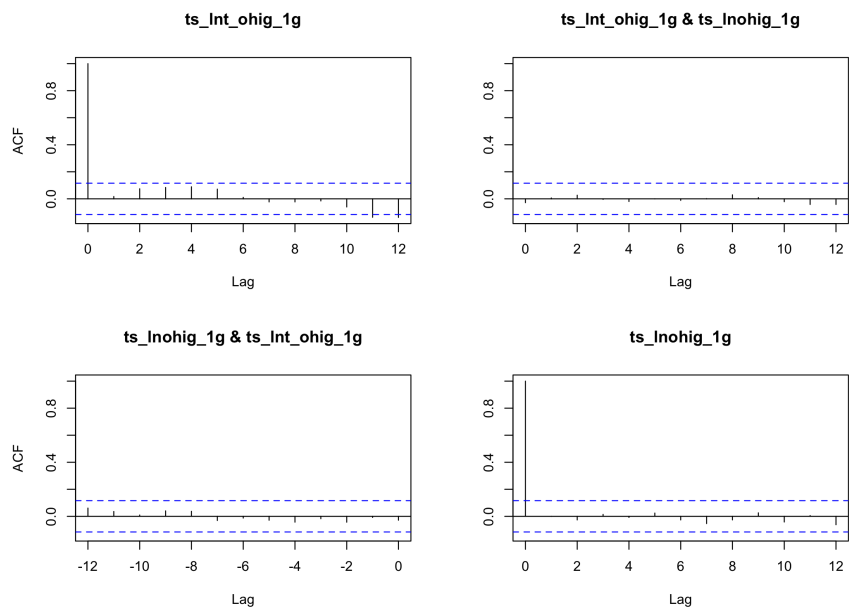 ts_lnt_ohig_1g
ACF
0.0 0.4 0.8
0 2 4 6 8 10 12
Lag
ts_lnt_ohig_1g & ts_lnohig_1g
0.0 0.4 0.8
0 2 4 6 8 10 12
Lag
ts_lnohig_1g & ts_lnt_ohig_1g
ACF
0.0 0.4 0.8
-12 -10 -8 -6 -4 -2 0
Lag
ts_lnohig_1g
0.0 0.4 0.8
0 2 4 6 8 10 12
Lag